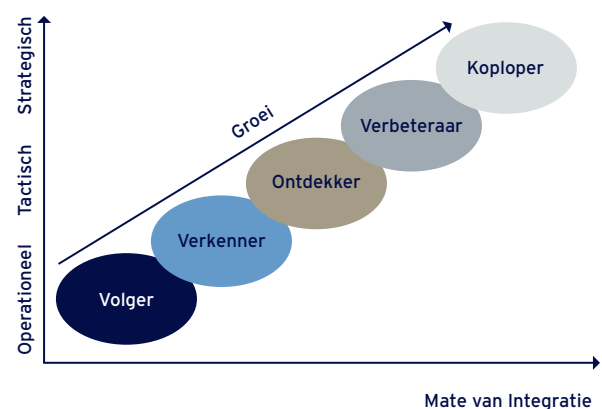 Strategisch
Tactisch
Operationeel
Groei
Koploper
Verbeteraar
Ontdekker
Verkenner
Volger
Mate van Integratie